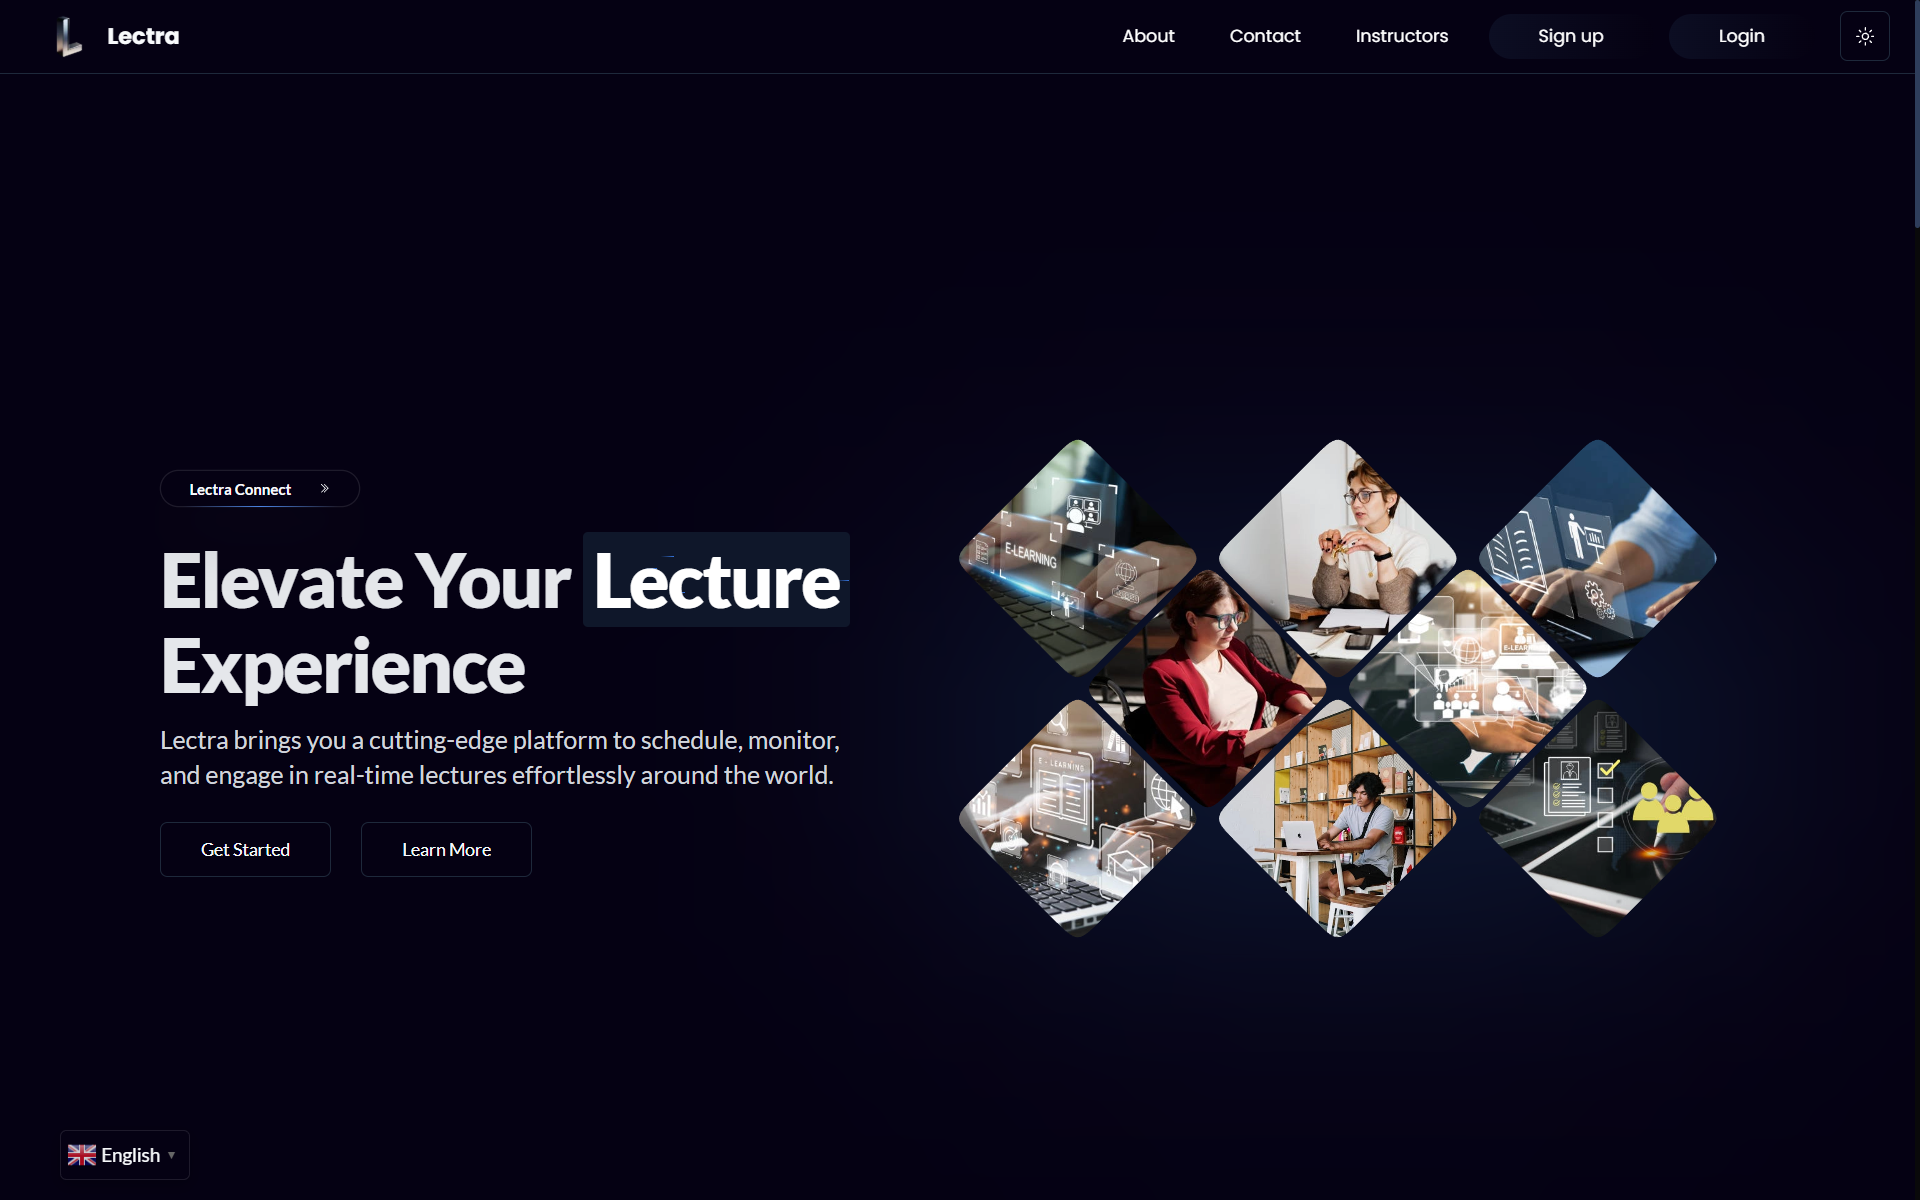 Lectra
About
Contact
Instructors
Sign up
Login
Lectra Connect
Elevate Your Lecture
Experience
Lectra brings you a cutting-edge platform to schedule, monitor,
and engage in real-time lectures effortlessly around the world.
Get Started
Learn More
E-LEARNING
E - LEARNING
English